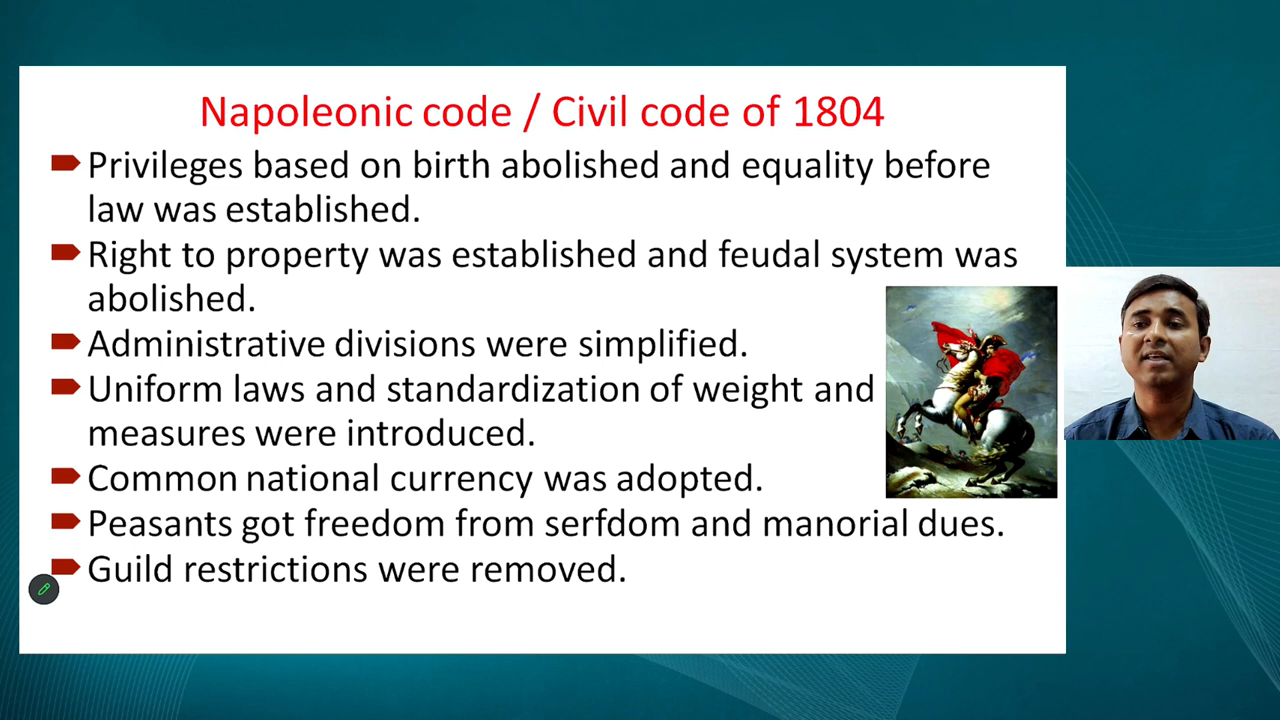 Napoleonic code / Civil code of 1804
Privileges based on birth abolished and equality before
law was established.
Right to property was established and feudal system was
abolished.
Administrative divisions were simplified.
Uniform laws and standardization of weight and
measures were introduced.
Common national currency was adopted.
Peasants got freedom from serfdom and manorial dues.
Guild restrictions were removed.